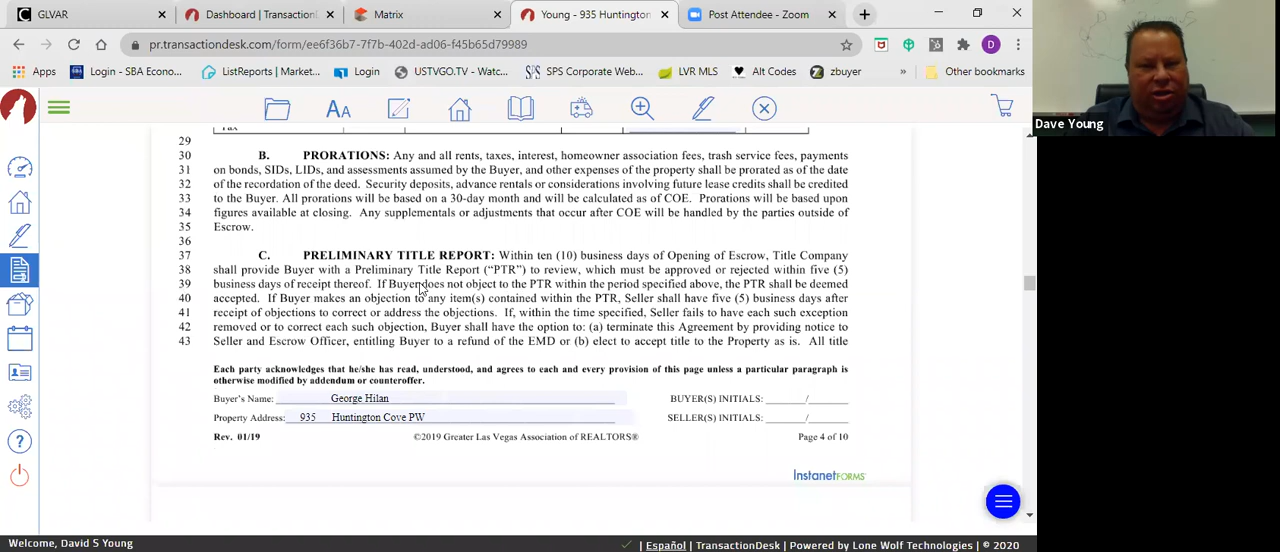 GLVAR
Dashboard | TransactionDesk
Matrix
Young - 935 Huntington
Post Attendee - Zoom
pr.transactiondesk.com/form/ee6f36b7-7f7b-402d-ad06-f45b65d79989
Apps
Login - SBA Econo...
ListReports | Market...
Login
USTVGO.TV - Watc...
SPS Corporate Web...
LVR MLS
Alt Codes
zbuyer
Other bookmarks
Dave Young
Tax
29
30 B. PRORATIONS: Any and all rents, taxes, interest, homeowner association fees, trash service fees, payments
31 on bonds, SIDs, LIDs, and assessments assumed by the Buyer, and other expenses of the property shall be prorated as of the date
32 of the recordation of the deed. Security deposits, advance rentals or considerations involving future lease credits shall be credited
33 to the Buyer. All prorations will be based on a 30-day month and will be calculated as of COE. Prorations will be based upon
34 figures available at closing. Any supplementals or adjustments that occur after COE will be handled by the parties outside of
35 Escrow.
36
37 C. PRELIMINARY TITLE REPORT: Within ten (10) business days of Opening of Escrow, Title Company
38 shall provide Buyer with a Preliminary Title Report ("PTR") to review, which must be approved or rejected within five (5)
39 business days of receipt thereof. If Buyer does not object to the PTR within the period specified above, the PTR shall be deemed
40 accepted. If Buyer makes an objection to any item(s) contained within the PTR, Seller shall have five (5) business days after
41 receipt of objections to correct or address the objections. If, within the time specified, Seller fails to have each such exception
42 removed or to correct each such objection, Buyer shall have the option to: (a) terminate this Agreement by providing notice to
43 Seller and Escrow Officer, entitling Buyer to a refund of the EMD or (b) elect to accept title to the Property as is. All title
Each party acknowledges that he/she has read, understood, and agrees to each and every provision of this page unless a particular paragraph is
otherwise modified by addendum or counteroffer.
Buyer's Name: George Hilan BUYER(S) INITIALS: ______/______
Property Address: 935 Huntington Cove PW SELLER(S) INITIALS: ______/______
Rev. 01/19 ©2019 Greater Las Vegas Association of REALTORS® Page 4 of 10
InstanetFORMS
Welcome, David S Young
| Español | TransactionDesk | Powered by Lone Wolf Technologies | © 2020